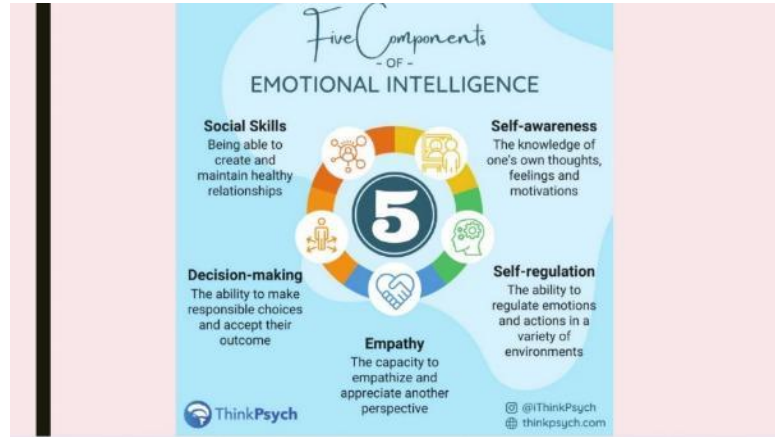 Five Components
- OF -
EMOTIONAL INTELLIGENCE
Social Skills
Being able to
create and
maintain healthy
relationships
Self-awareness
The knowledge of
one's own thoughts,
feelings and
motivations
5
Decision-making
The ability to make
responsible choices
and accept their
outcome
Self-regulation
The ability to
regulate emotions
and actions in a
variety of
environments
Empathy
The capacity to
empathize and
appreciate another
perspective
ThinkPsych
@iThinkPsych
thinkpsych.com